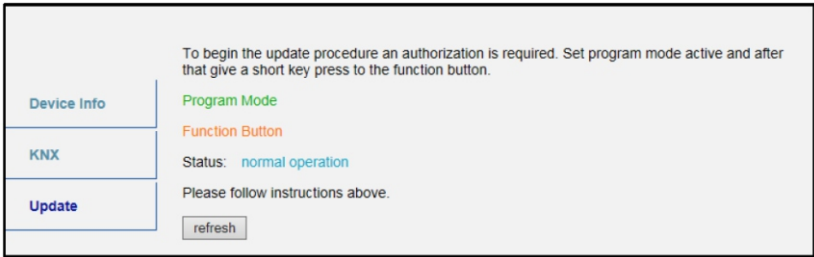 To begin the update procedure an authorization is required. Set program mode active and after
that give a short key press to the function button.
Device Info
Program Mode
Function Button
KNX
Status: normal operation
Please follow instructions above.
Update
refresh